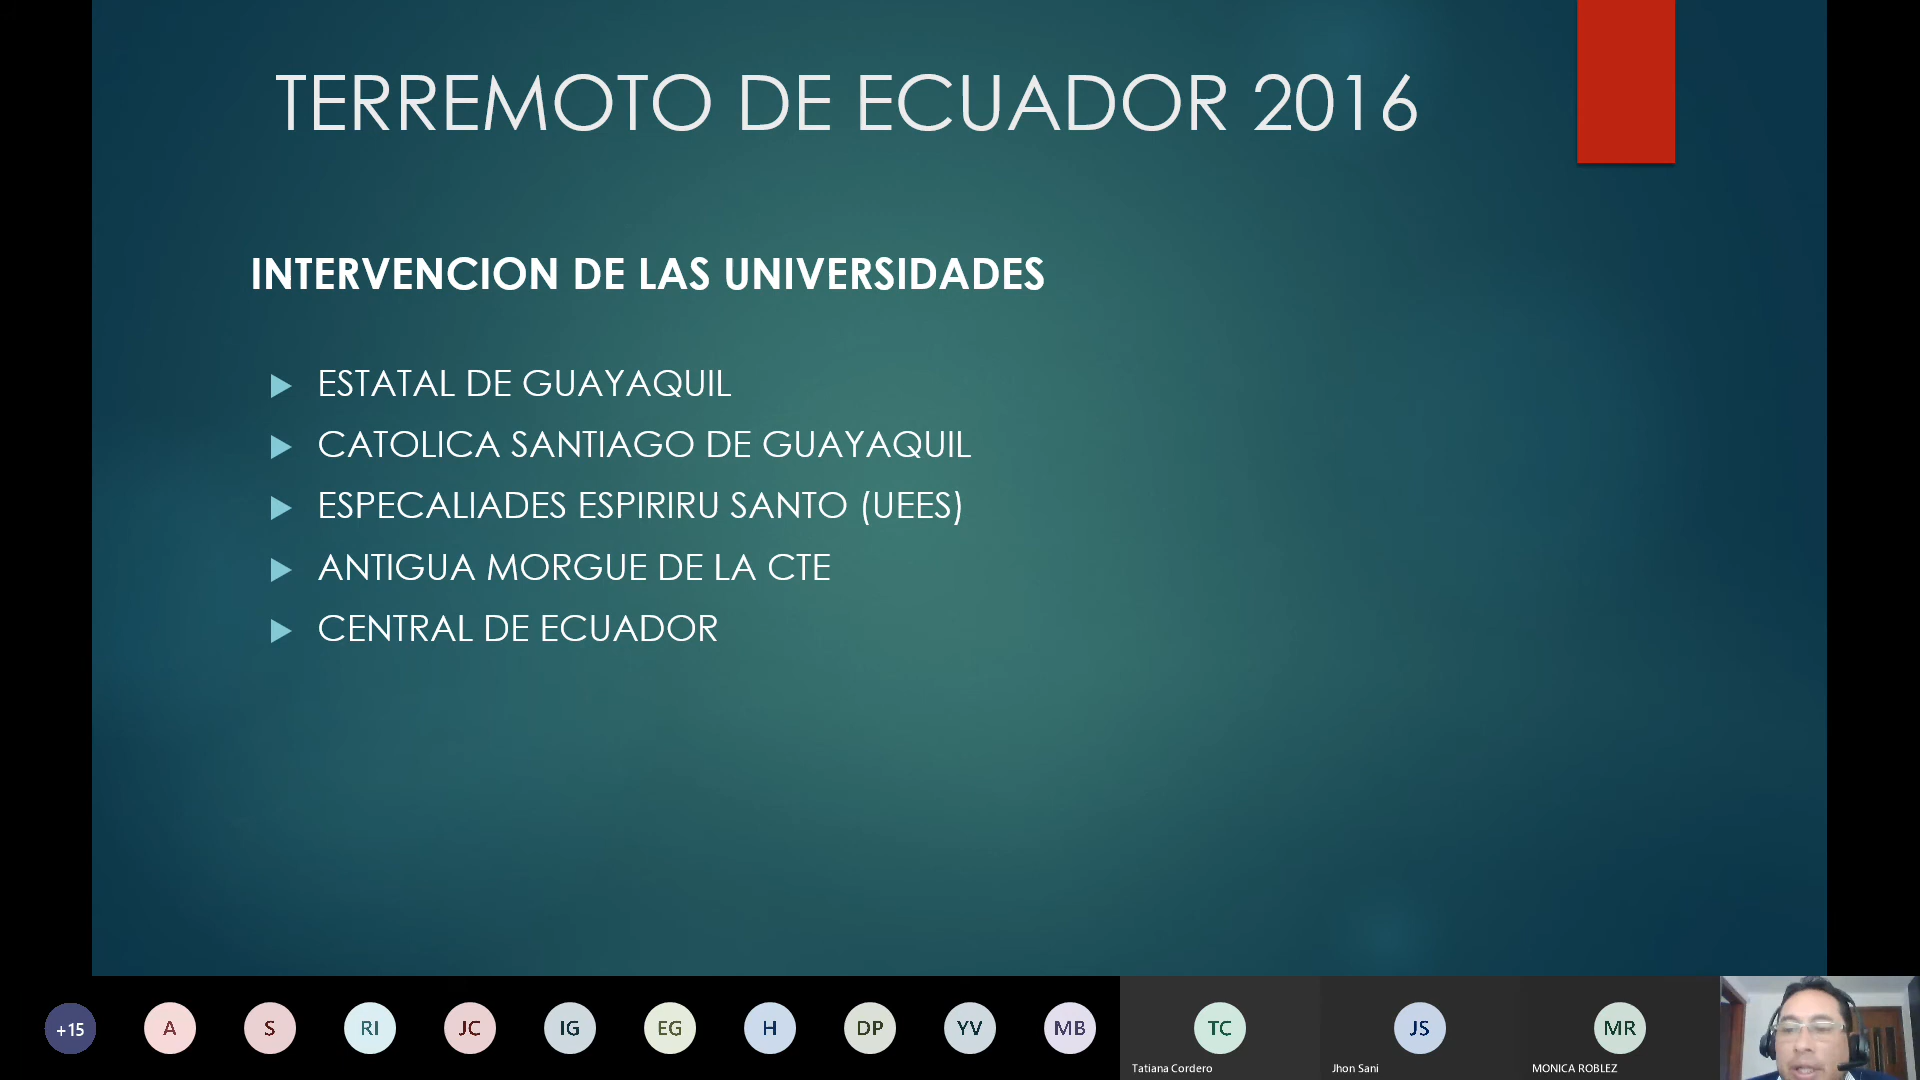 TERREMOTO DE ECUADOR 2016
INTERVENCION DE LAS UNIVERSIDADES
ESTATAL DE GUAYAQUIL
CATOLICA SANTIAGO DE GUAYAQUIL
ESPECALIADES ESPIRIRU SANTO (UEES)
ANTIGUA MORGUE DE LA CTE
CENTRAL DE ECUADOR
+15 A S RI JC IG EG H DP YV MB TC JS MR
Tatiana Cordero Jhon Sani MONICA ROBLEZ